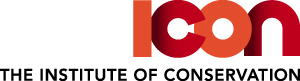 icon
THE INSTITUTE OF CONSERVATION